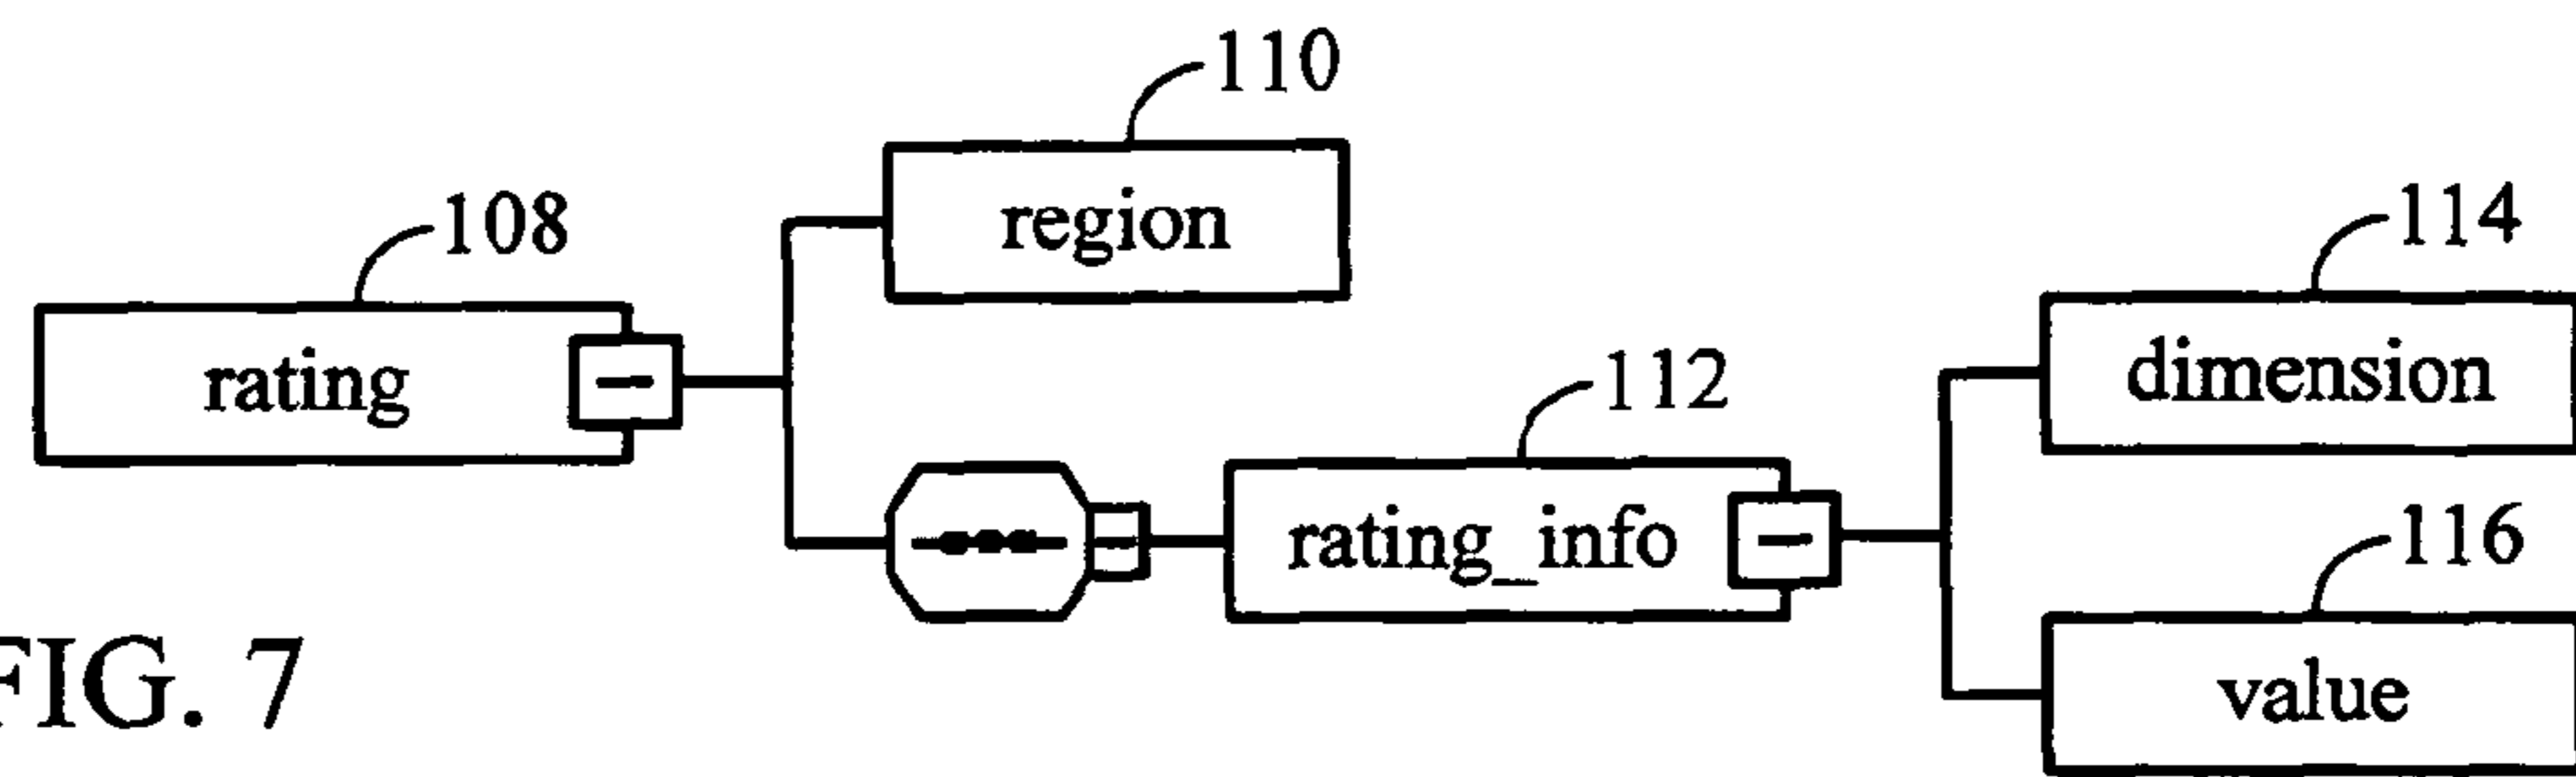 110
region
108
rating
114
dimension
112
rating_info
116
value
FIG. 7